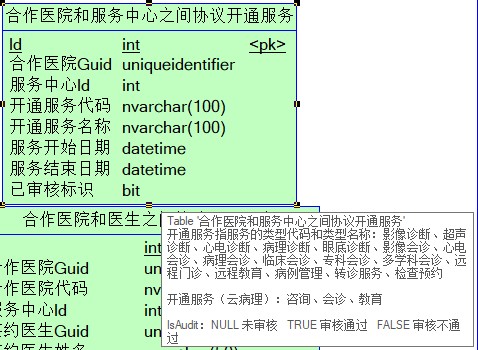 合作医院和服务中心之间协议开通服务
Id int <pk>
合作医院Guid uniqueidentifier
服务中心Id int
开通服务代码 nvarchar(100)
开通服务名称 nvarchar(100)
服务开始日期 datetime
服务结束日期 datetime
已审核标识 bit
合作医院和医生之
int
作医院Guid un
作医院代码 nv
务中心Id int
约医生Guid un
Table '合作医院和服务中心之间协议开通服务'
开通服务指服务的类型代码和类型名称：影像诊断、超声
诊断、心电诊断、病理诊断、眼底诊断、影像会诊、心电
会诊、病理会诊、临床会诊、专科会诊、多学科会诊、远
程门诊、远程教育、病例管理、转诊服务、检查预约
开通服务（云病理）：咨询、会诊、教育
IsAudit：NULL 未审核 TRUE 审核通过 FALSE 审核不通
过